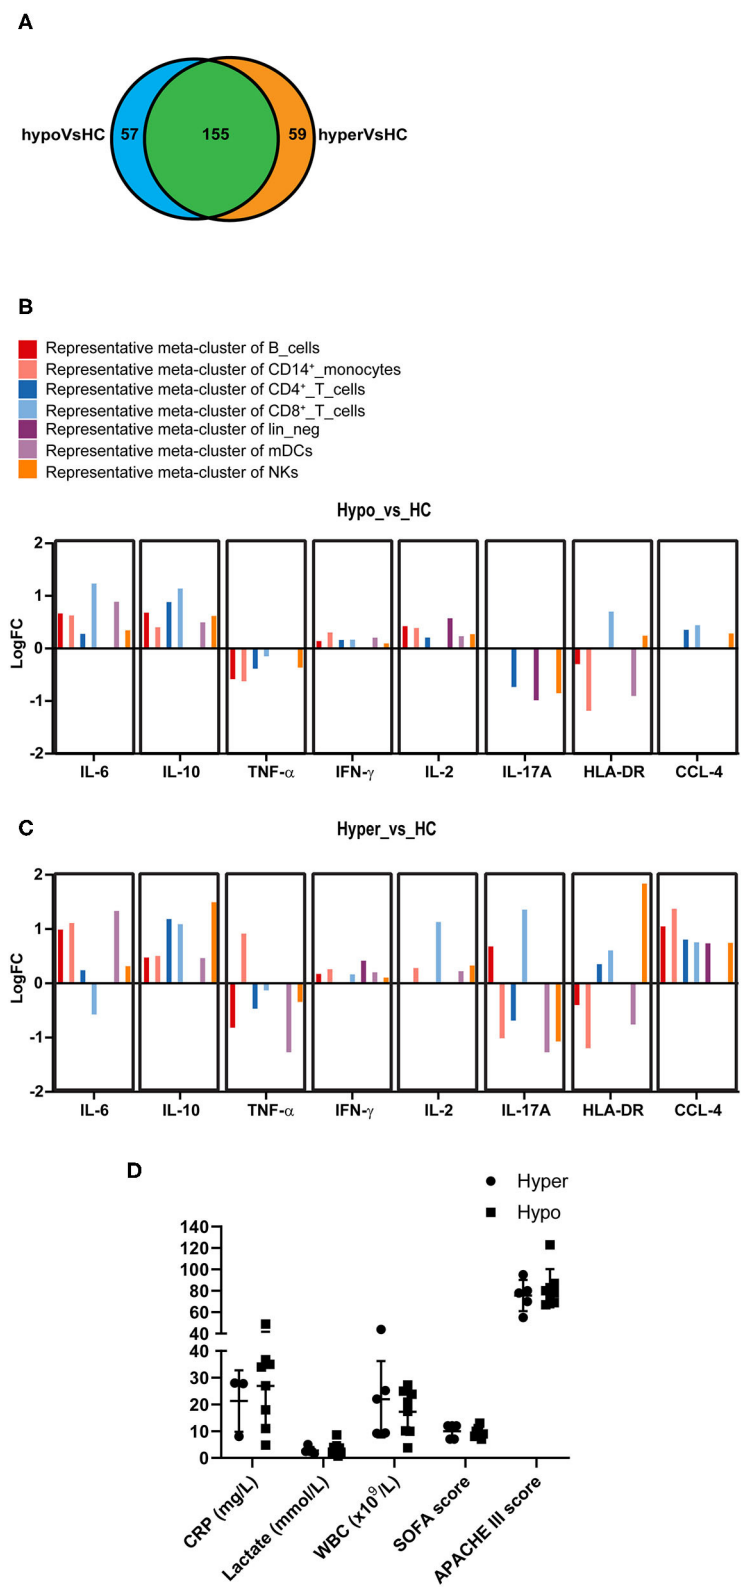 A
hypoVsHC 57 155 59 hyperVsHC
B
Representative meta-cluster of B_cells
Representative meta-cluster of CD14⁺_monocytes
Representative meta-cluster of CD4⁺_T_cells
Representative meta-cluster of CD8⁺_T_cells
Representative meta-cluster of lin_neg
Representative meta-cluster of mDCs
Representative meta-cluster of NKs
Hypo_vs_HC
LogFC
2
1
0
-1
-2
IL-6 IL-10 TNF-α IFN-γ IL-2 IL-17A HLA-DR CCL-4
C
Hyper_vs_HC
LogFC
2
1
0
-1
-2
IL-6 IL-10 TNF-α IFN-γ IL-2 IL-17A HLA-DR CCL-4
D
Hyper
Hypo
140
120
100
80
60
40
40
30
20
10
0
CRP (mg/L)
Lactate (mmol/L)
WBC (x10⁹/L)
SOFA score
APACHE III score